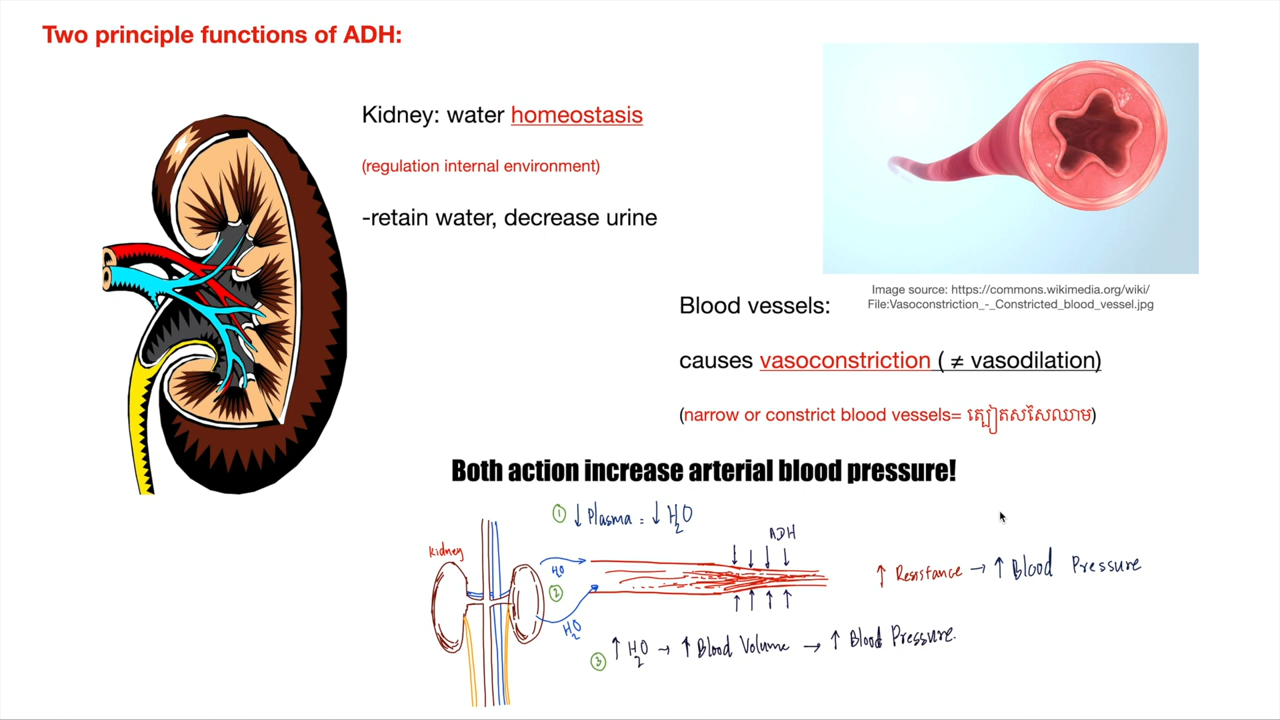 Two principle functions of ADH:
Kidney: water homeostasis
(regulation internal environment)
-retain water, decrease urine
Image source: https://commons.wikimedia.org/wiki/
File:Vasoconstriction_-_Constricted_blood_vessel.jpg
Blood vessels:
causes vasoconstriction ( ≠ vasodilation)
(narrow or constrict blood vessels= ត្បៀតសរសៃឈាម)
Both action increase arterial blood pressure!
① ↓ Plasma = ↓ H2O
ADH
Kidney
H2O
②
H2O
↑ Resistance → ↑ Blood Pressure
③ ↑ H2O → ↑ Blood Volume → ↑ Blood Pressure.